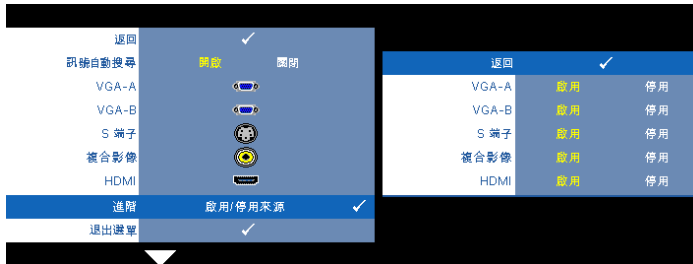 返回
訊號自動搜尋 開啟 關閉
VGA-A
VGA-B
S 端子
複合影像
HDMI
進階 啟用/停用來源
退出選單
返回
VGA-A 啟用 停用
VGA-B 啟用 停用
S 端子 啟用 停用
複合影像 啟用 停用
HDMI 啟用 停用